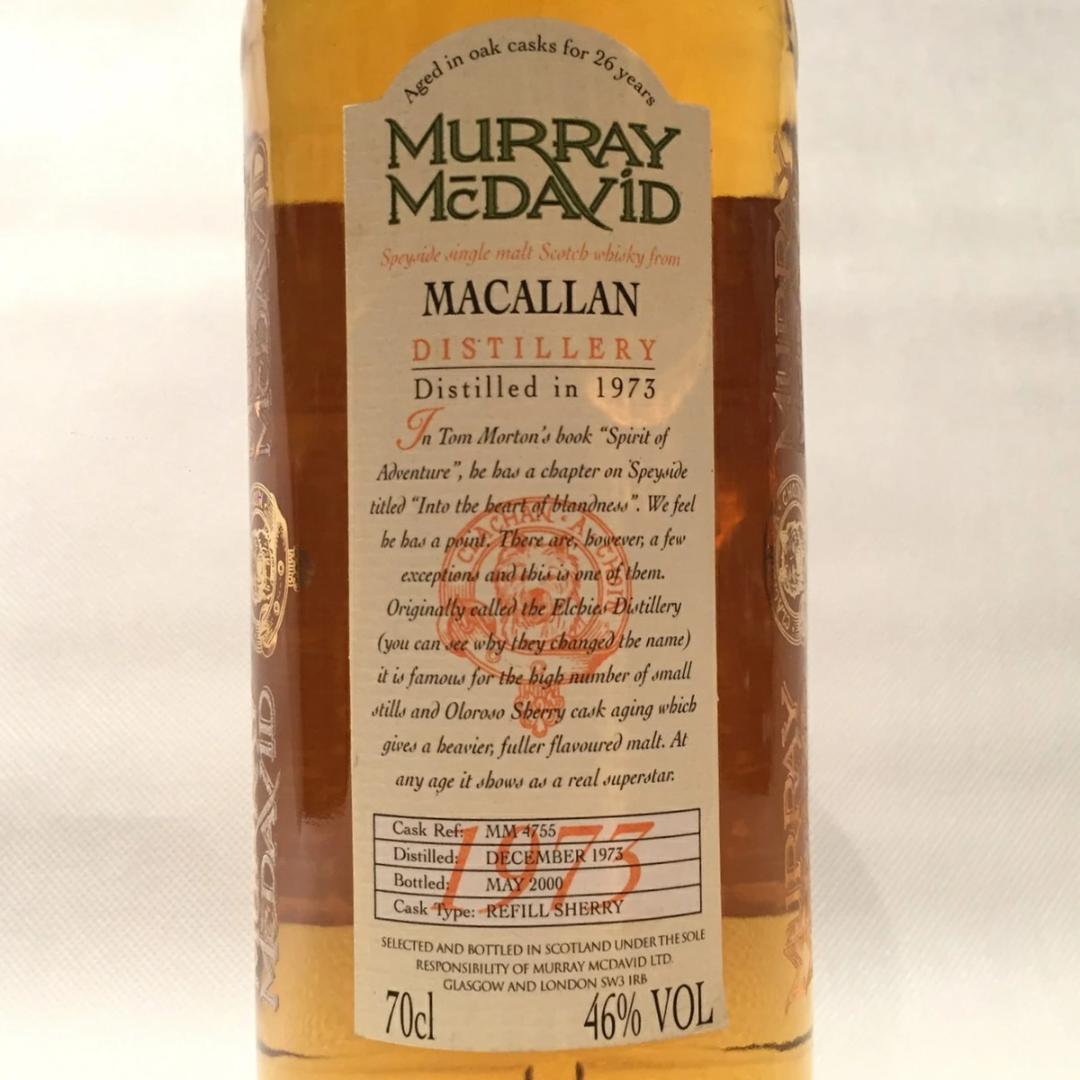 Aged in oak casks for 26 years
MURRAY
McDAVID
Speyside single malt Scotch whisky from
MACALLAN
DISTILLERY
Distilled in 1973
In Tom Morton's book "Spirit of
Adventure", he has a chapter on Speyside
titled "Into the heart of blandness". We feel
he has a point. There are, however, a few
exceptions and this is one of them.
Originally called the Elchies Distillery
(you can see why they changed the name)
it is famous for the high number of small
stills and Oloroso Sherry cask aging which
gives a heavier, fuller flavoured malt. At
any age it shows as a real superstar.
CLACHAN · A · CHOI
1973
Cask Ref: MM 4755
Distilled: DECEMBER 1973
Bottled: MAY 2000
Cask Type: REFILL SHERRY
SELECTED AND BOTTLED IN SCOTLAND UNDER THE SOLE
RESPONSIBILITY OF MURRAY MCDAVID LTD.
GLASGOW AND LONDON SW3 1RB
70cl 46% VOL
McDAVID
McDAVID
MURRAY
MURRAY